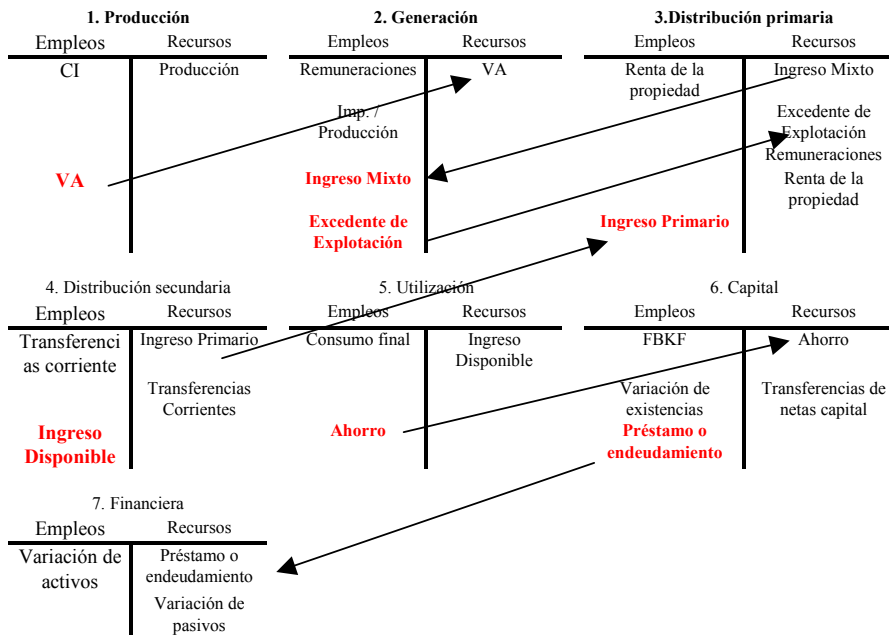 1. Producción
Empleos Recursos
CI Producción
VA
2. Generación
Empleos Recursos
Remuneraciones VA
Imp. /
Producción
Ingreso Mixto
Excedente de
Explotación
3.Distribución primaria
Empleos Recursos
Renta de la
propiedad
Ingreso Mixto
Excedente de
Explotación
Remuneraciones
Renta de la
propiedad
Ingreso Primario
4. Distribución secundaria
Empleos Recursos
Transferenci
as corriente
Ingreso Primario
Transferencias
Corrientes
Ingreso
Disponible
5. Utilización
Empleos Recursos
Consumo final
Ingreso
Disponible
Ahorro
6. Capital
Empleos Recursos
FBKF Ahorro
Variación de
existencias
Transferencias de
netas capital
Préstamo o
endeudamiento
7. Financiera
Empleos Recursos
Variación de
activos
Préstamo o
endeudamiento
Variación de
pasivos